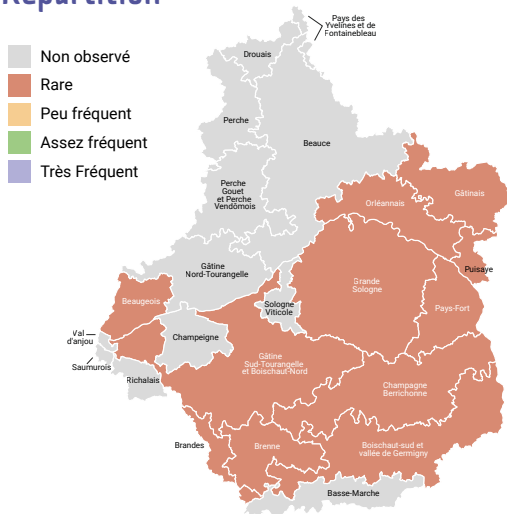 Répartition
Non observé
Rare
Peu fréquent
Assez fréquent
Très Fréquent
Pays des
Yvelines et de
Fontainebleau
Drouais
Perche
Beauce
Perche
Gouet
et Perche
Vendômois
Orléannais
Gâtinais
Puisaye
Gâtine
Nord-Tourangelle
Grande
Sologne
Beaugeois
Sologne
Viticole
Pays-Fort
Val
d'anjou
Champeigne
Saumurois
Richalais
Gâtine
Sud-Tourangelle
et Boischaut-Nord
Champagne
Berrichonne
Brandes
Brenne
Boischaut-sud et
vallée de Germigny
Basse-Marche